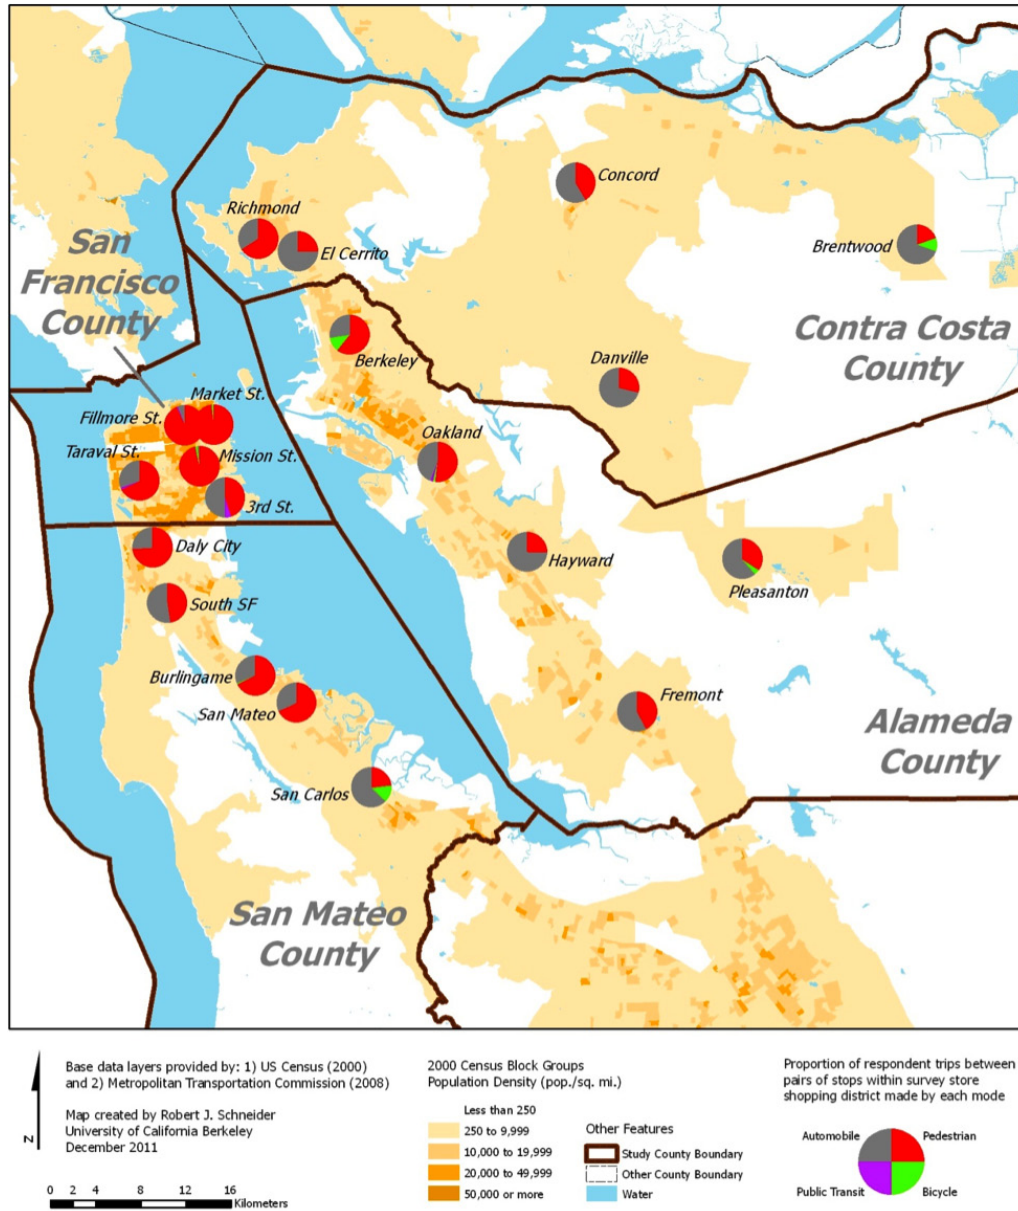 Concord
Richmond
El Cerrito
Brentwood
San
Francisco
County
Contra Costa
County
Berkeley
Danville
Market St.
Fillmore St.
Oakland
Taraval St.
Mission St.
3rd St.
Daly City
Hayward
Pleasanton
South SF
Burlingame
San Mateo
Fremont
Alameda
County
San Carlos
San Mateo
County
N
Base data layers provided by: 1) US Census (2000)
and 2) Metropolitan Transportation Commission (2008)
Map created by Robert J. Schneider
University of California Berkeley
December 2011
0 2 4 8 12 16
Kilometers
2000 Census Block Groups
Population Density (pop./sq. mi.)
Less than 250
250 to 9,999
10,000 to 19,999
20,000 to 49,999
50,000 or more
Other Features
Study County Boundary
Other County Boundary
Water
Proportion of respondent trips between
pairs of stops within survey store
shopping district made by each mode
Automobile
Pedestrian
Public Transit
Bicycle